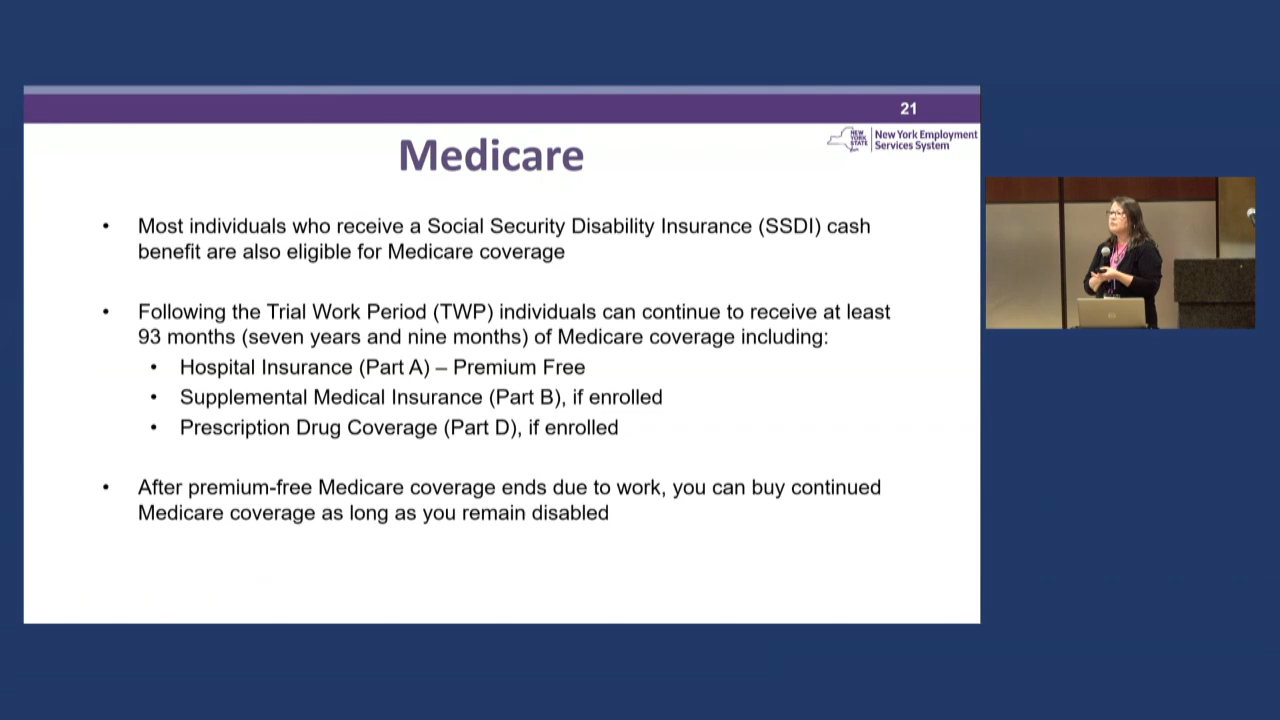 21
NEW
YORK
STATE
New York Employment
Services System
Medicare
• Most individuals who receive a Social Security Disability Insurance (SSDI) cash
benefit are also eligible for Medicare coverage
• Following the Trial Work Period (TWP) individuals can continue to receive at least
93 months (seven years and nine months) of Medicare coverage including:
• Hospital Insurance (Part A) – Premium Free
• Supplemental Medical Insurance (Part B), if enrolled
• Prescription Drug Coverage (Part D), if enrolled
• After premium-free Medicare coverage ends due to work, you can buy continued
Medicare coverage as long as you remain disabled